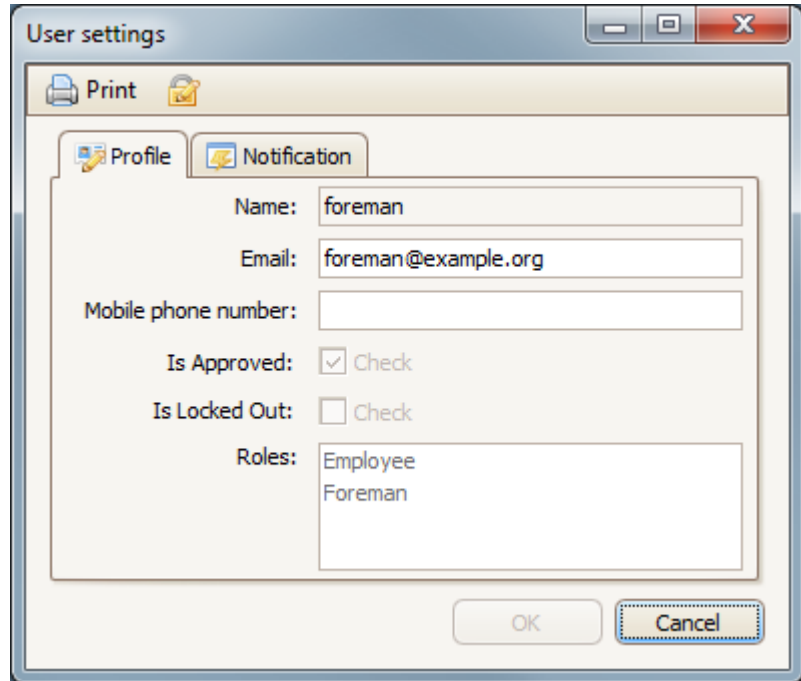 User settings
Print
Profile Notification
Name: foreman
Email: foreman@example.org
Mobile phone number:
Is Approved: Check
Is Locked Out: Check
Roles: Employee
Foreman
OK Cancel